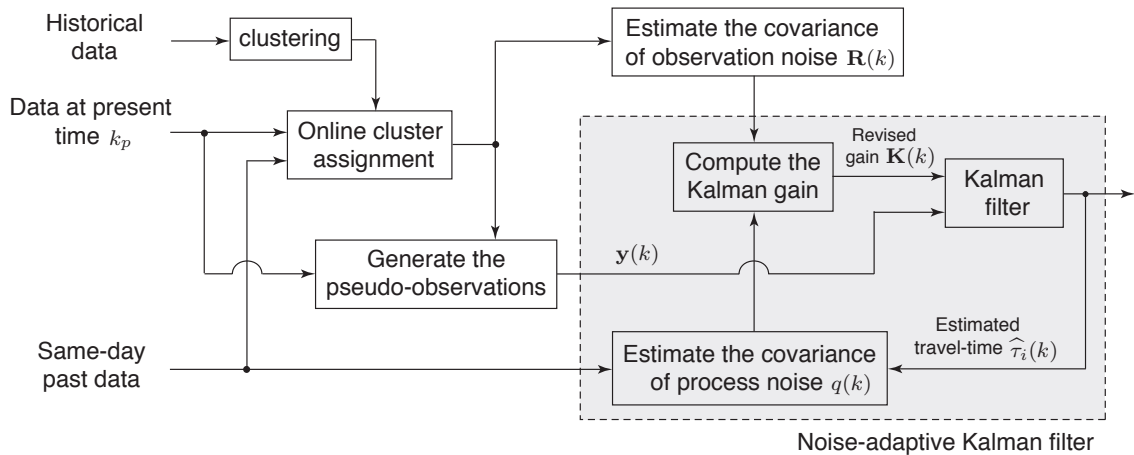 Historical
data
clustering
Estimate the covariance
of observation noise R(k)
Data at present
time k_p
Online cluster
assignment
Compute the
Kalman gain
Revised
gain K(k)
Kalman
filter
Generate the
pseudo-observations
y(k)
Same-day
past data
Estimate the covariance
of process noise q(k)
Estimated
travel-time τ̂_i(k)
Noise-adaptive Kalman filter